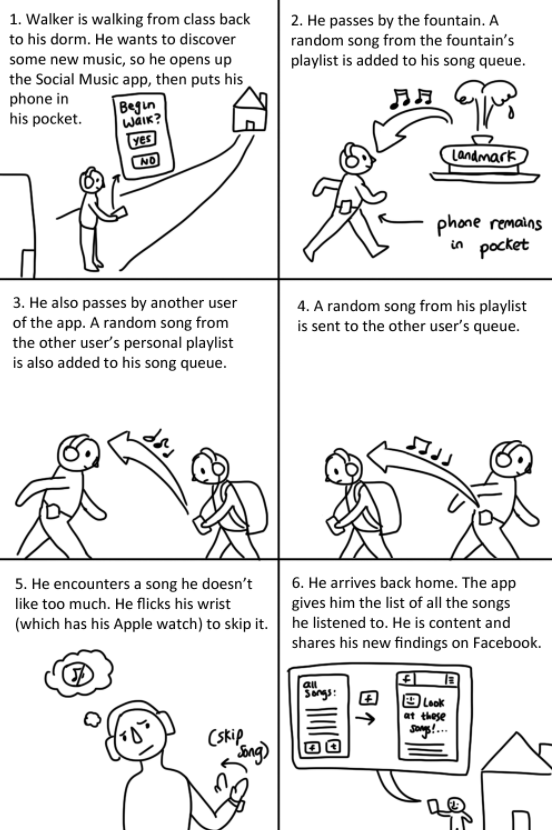 1. Walker is walking from class back
to his dorm. He wants to discover
some new music, so he opens up
the Social Music app, then puts his
phone in
his pocket.
Begin
Walk?
YES
NO
2. He passes by the fountain. A
random song from the fountain's
playlist is added to his song queue.
Landmark
phone remains
in pocket
3. He also passes by another user
of the app. A random song from
the other user's personal playlist
is also added to his song queue.
4. A random song from his playlist
is sent to the other user's queue.
5. He encounters a song he doesn't
like too much. He flicks his wrist
(which has his Apple watch) to skip it.
(skip
song)
6. He arrives back home. The app
gives him the list of all the songs
he listened to. He is content and
shares his new findings on Facebook.
all
songs:
f
t
f
f
Look
at these
songs!...